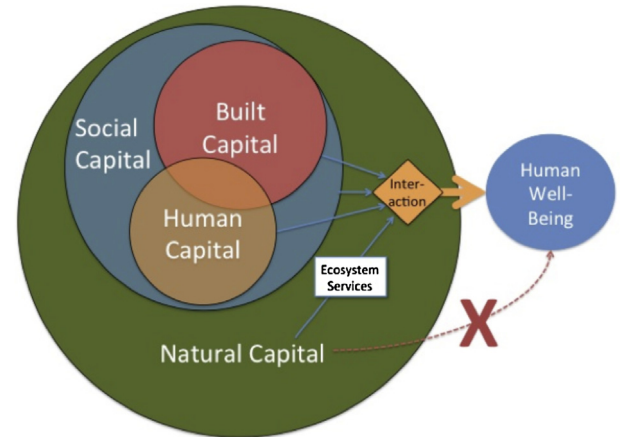 Built
Capital
Social
Capital
Human
Capital
Inter-
action
Human
Well-
Being
Ecosystem
Services
Natural Capital
X